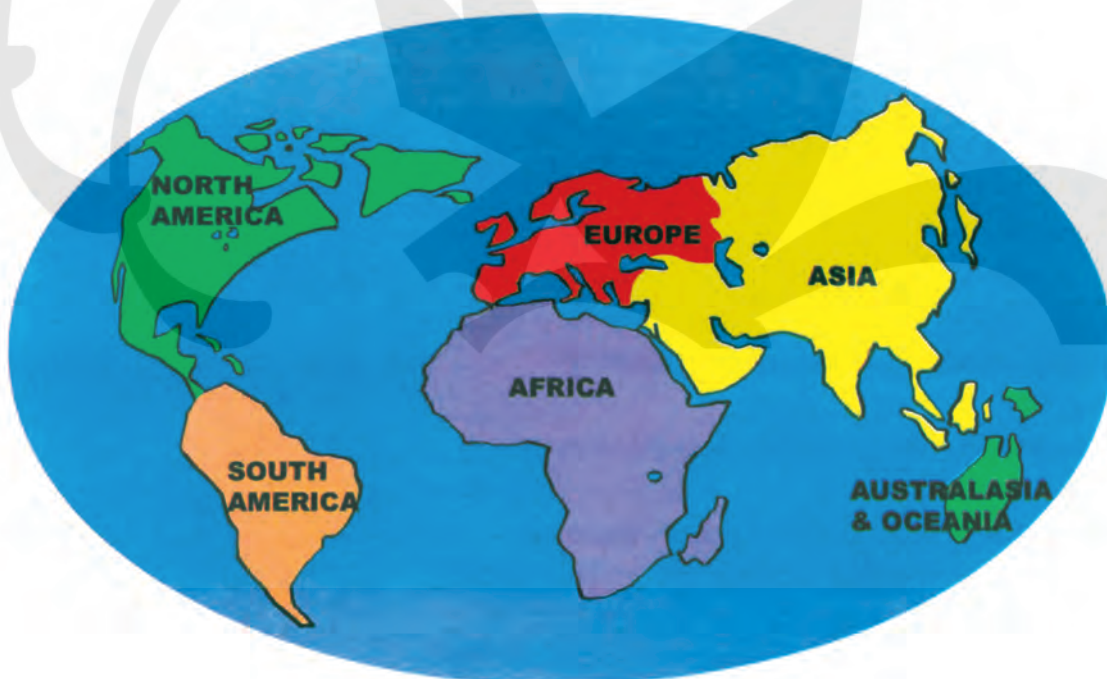 NORTH
AMERICA
EUROPE
ASIA
AFRICA
SOUTH
AMERICA
AUSTRALASIA
& OCEANIA